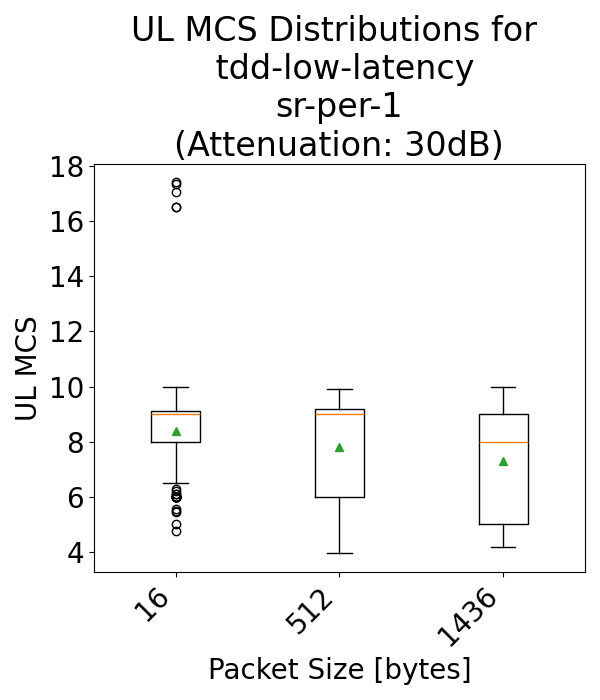 UL MCS Distributions for
tdd-low-latency
sr-per-1
(Attenuation: 30dB)
18
16
14
12
10
8
6
4
UL MCS
16
512
1436
Packet Size [bytes]